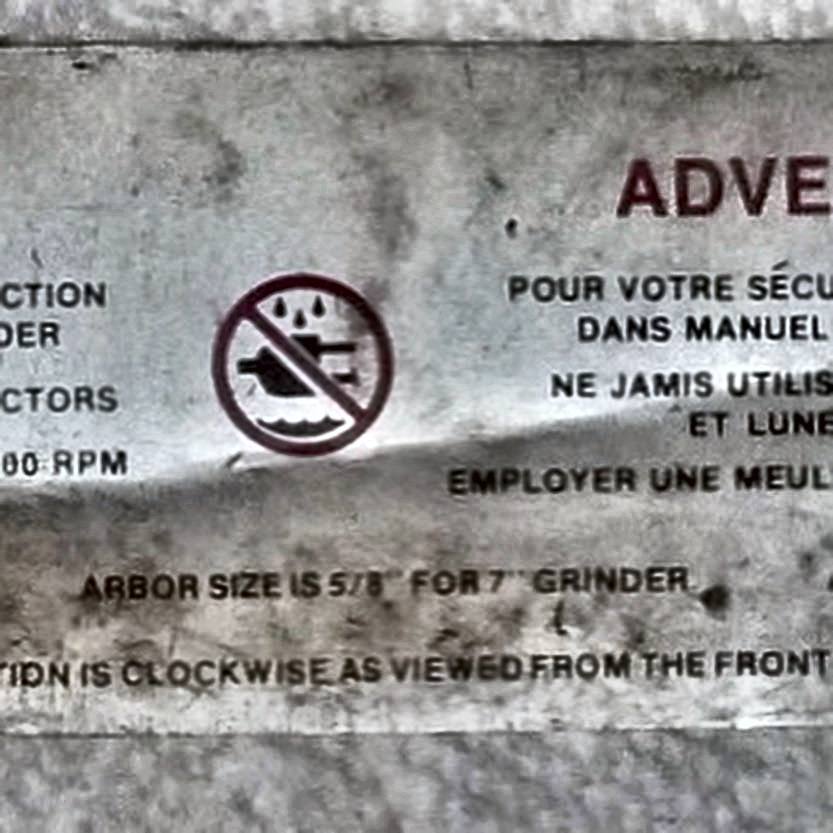 CTION
DER
CTORS
00 RPM
ADVE
POUR VOTRE SÉCU
DANS MANUEL
NE JAMIS UTILIS
ET LUNE
EMPLOYER UNE MEUL
ARBOR SIZE IS 5/8" FOR 7" GRINDER
TION IS CLOCKWISE AS VIEWED FROM THE FRONT